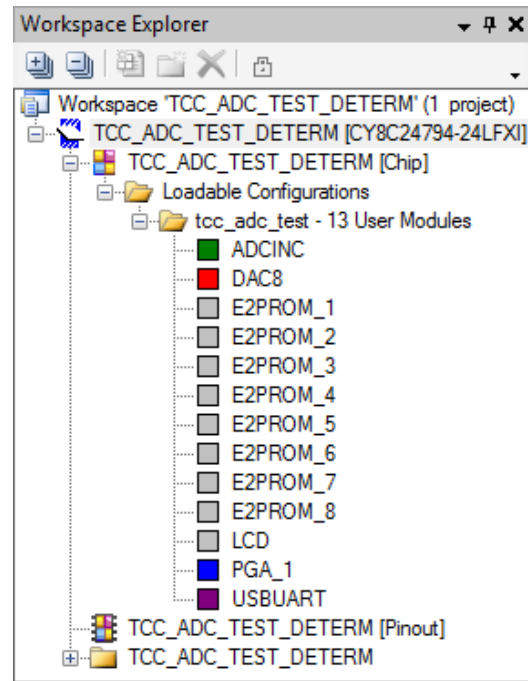 Workspace Explorer
Workspace 'TCC_ADC_TEST_DETERM' (1 project)
TCC_ADC_TEST_DETERM [CY8C24794-24LFXI]
TCC_ADC_TEST_DETERM [Chip]
Loadable Configurations
tcc_adc_test - 13 User Modules
ADCINC
DAC8
E2PROM_1
E2PROM_2
E2PROM_3
E2PROM_4
E2PROM_5
E2PROM_6
E2PROM_7
E2PROM_8
LCD
PGA_1
USBUART
TCC_ADC_TEST_DETERM [Pinout]
TCC_ADC_TEST_DETERM